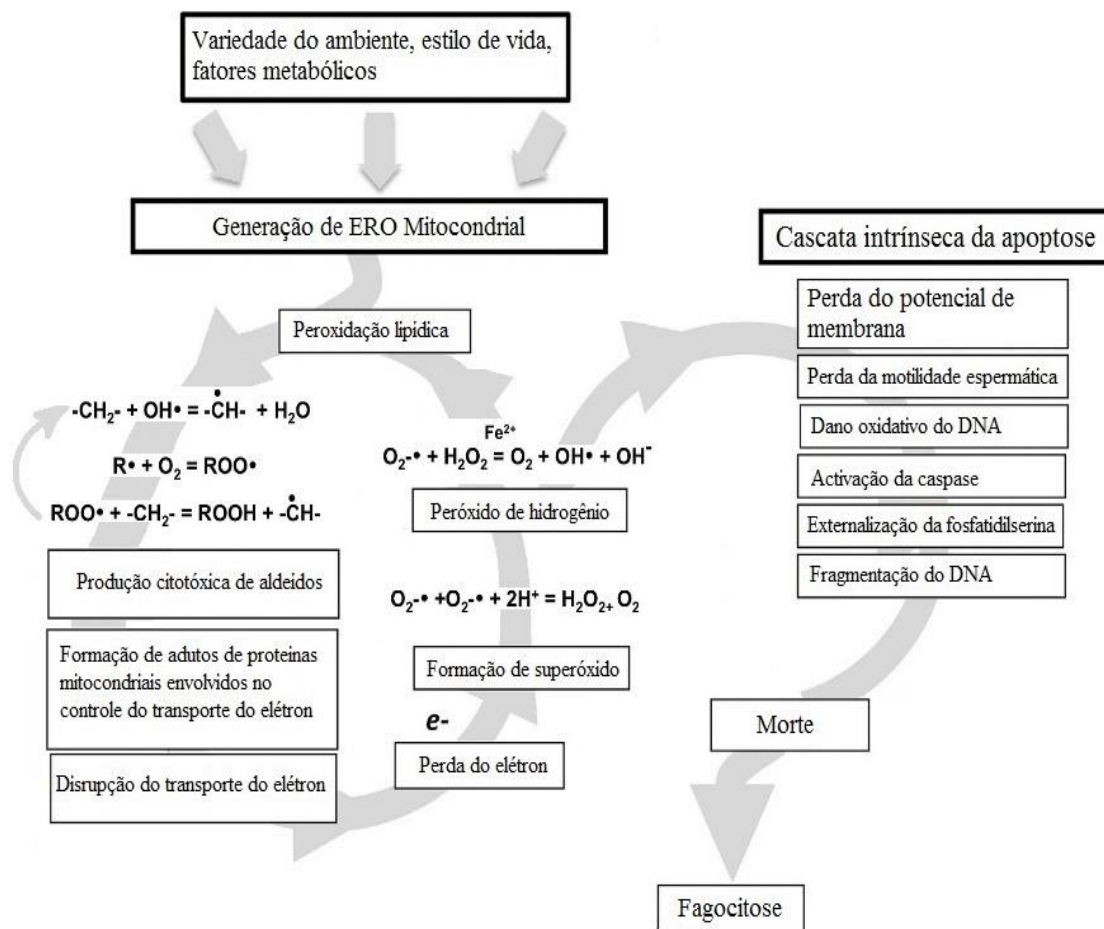 Variedade do ambiente, estilo de vida,
fatores metabólicos
Generação de ERO Mitocondrial
Peroxidação lipídica
-CH₂- + OH• = -ĊH- + H₂O
R• + O₂ = ROO•
ROO• + -CH₂- = ROOH + -ĊH-
Produção citotóxica de aldeídos
Formação de adutos de proteinas
mitocondriais envolvidos no
controle do transporte do elétron
Disrupção do transporte do elétron
Fe²⁺
O₂-• + H₂O₂ = O₂ + OH• + OH⁻
Peróxido de hidrogênio
O₂-• +O₂-• + 2H⁺ = H₂O₂₊ O₂
Formação de superóxido
e-
Perda do elétron
Cascata intrínseca da apoptose
Perda do potencial de
membrana
Perda da motilidade espermática
Dano oxidativo do DNA
Activação da caspase
Externalização da fosfatidilserina
Fragmentação do DNA
Morte
Fagocitose